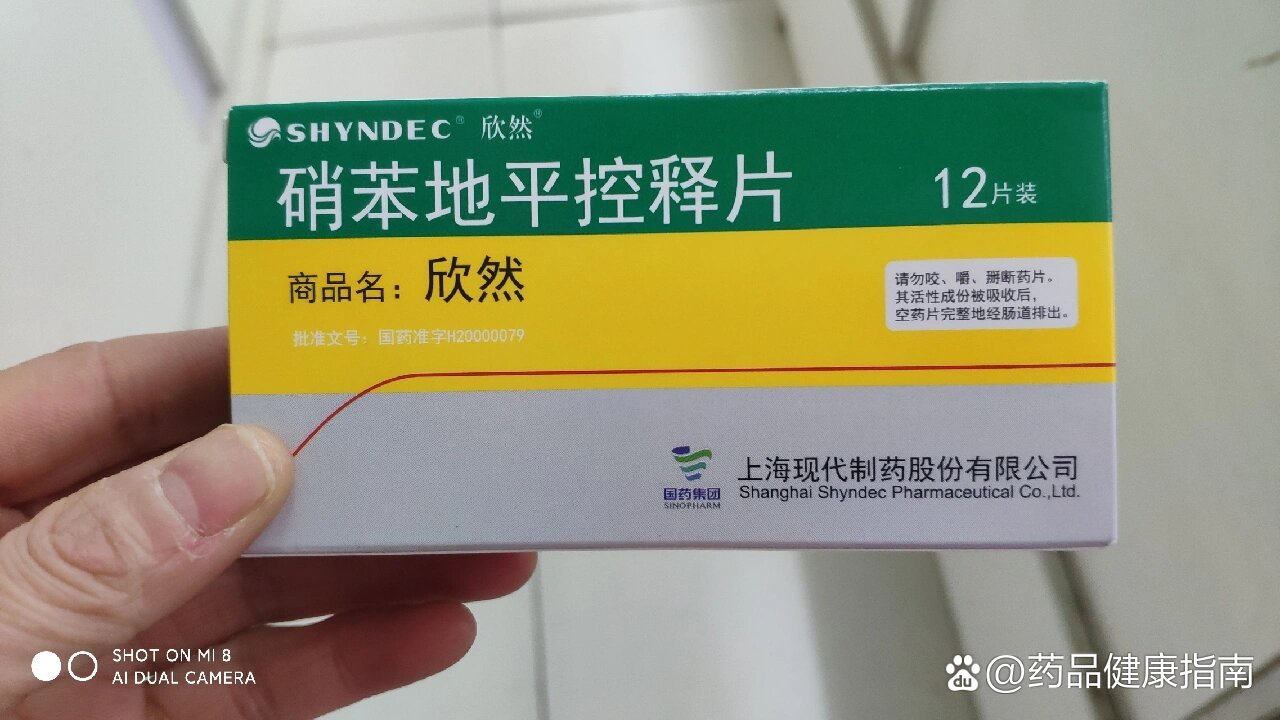 SHYNDEC® 欣然®
硝苯地平控释片
12片装
商品名：欣然
批准文号：国药准字H20000079
请勿咬、嚼、掰断药片。
其活性成份被吸收后，
空药片完整地经肠道排出。
国药集团
SINOPHARM
上海现代制药股份有限公司
Shanghai Shyndec Pharmaceutical Co.,Ltd.
SHOT ON MI 8
AI DUAL CAMERA
du @药品健康指南